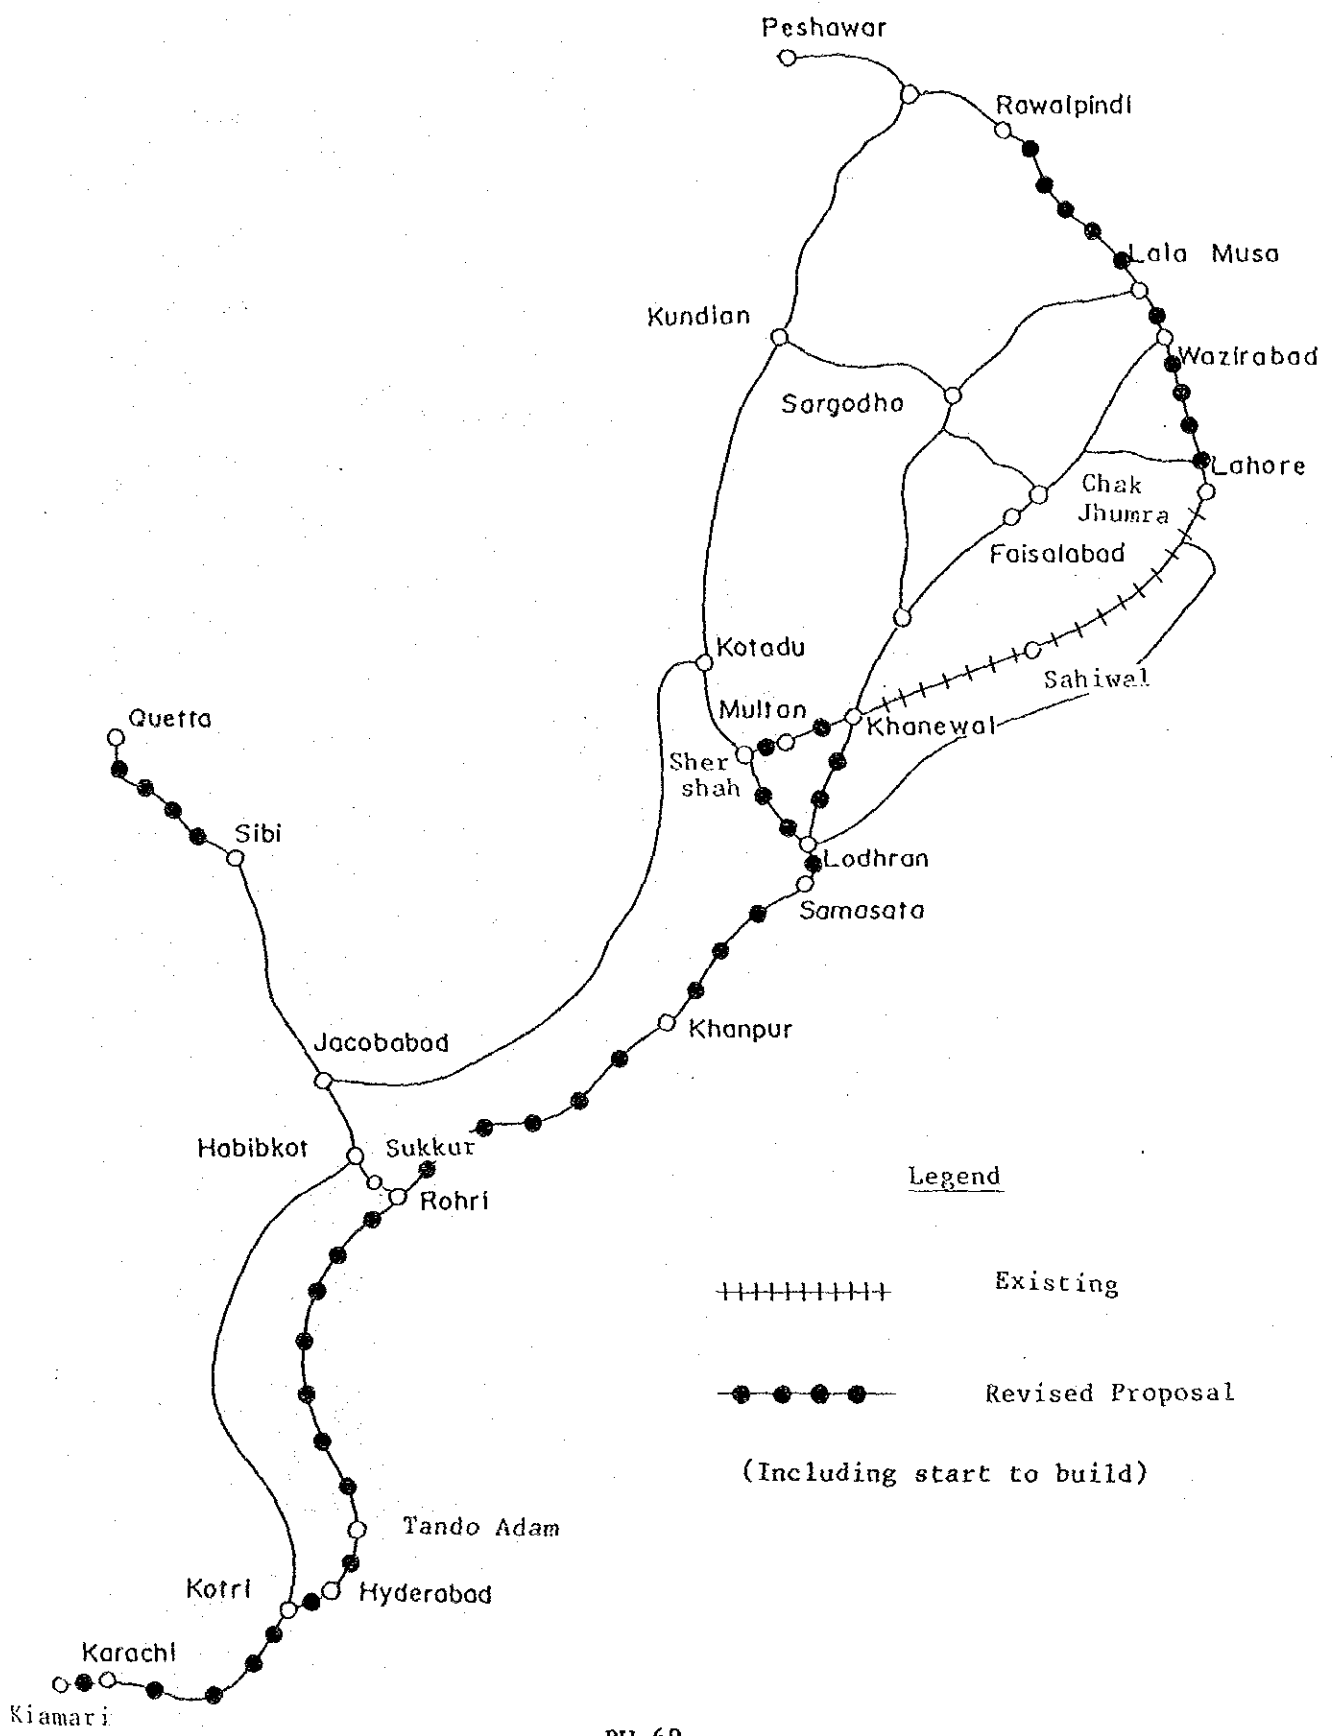 Peshawar
Rawalpindi
Lala Musa
Kundian
Wazirabad
Sargodha
Lahore
Chak
Jhumra
Faisalabad
Kotadu
Sahiwal
Multan
Khanewal
Quetta
Sher
shah
Sibi
Lodhran
Samasata
Khanpur
Jacobabad
Habibkot
Sukkur
Rohri
Legend
Existing
Revised Proposal
(Including start to build)
Tando Adam
Kotri
Hyderabad
Karachi
Kiamari